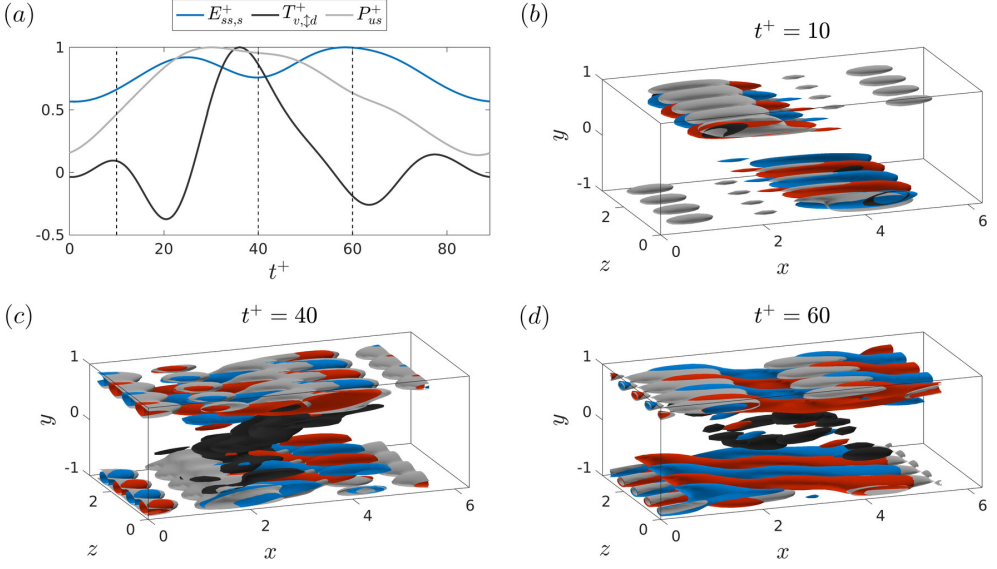 (a)
E⁺ss,s T⁺v,↕d P⁺us
1
0.5
0
-0.5
0 20 40 60 80
t⁺
(b)
t⁺ = 10
1
0
-1
y
2
0
z
0 2 4 6
x
(c)
t⁺ = 40
1
0
-1
y
2
0
z
0 2 4 6
x
(d)
t⁺ = 60
1
0
-1
y
2
0
z
0 2 4 6
x